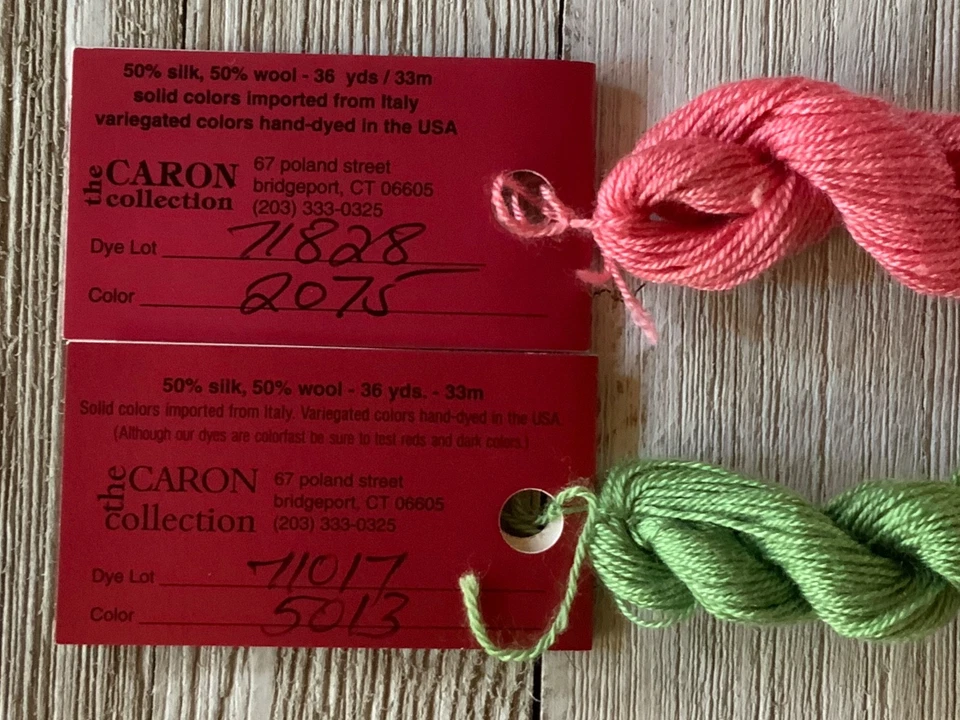 50% silk, 50% wool - 36 yds / 33m
solid colors imported from Italy
variegated colors hand-dyed in the USA
the CARON collection
67 poland street
bridgeport, CT 06605
(203) 333-0325
Dye Lot 71828
Color 2075
50% silk, 50% wool - 36 yds. - 33m
Solid colors imported from Italy. Variegated colors hand-dyed in the USA
(Although our dyes are colorfast be sure to test reds and dark colors.)
the CARON collection
67 poland street
bridgeport, CT 06605
(203) 333-0325
Dye Lot 71017
Color 5013